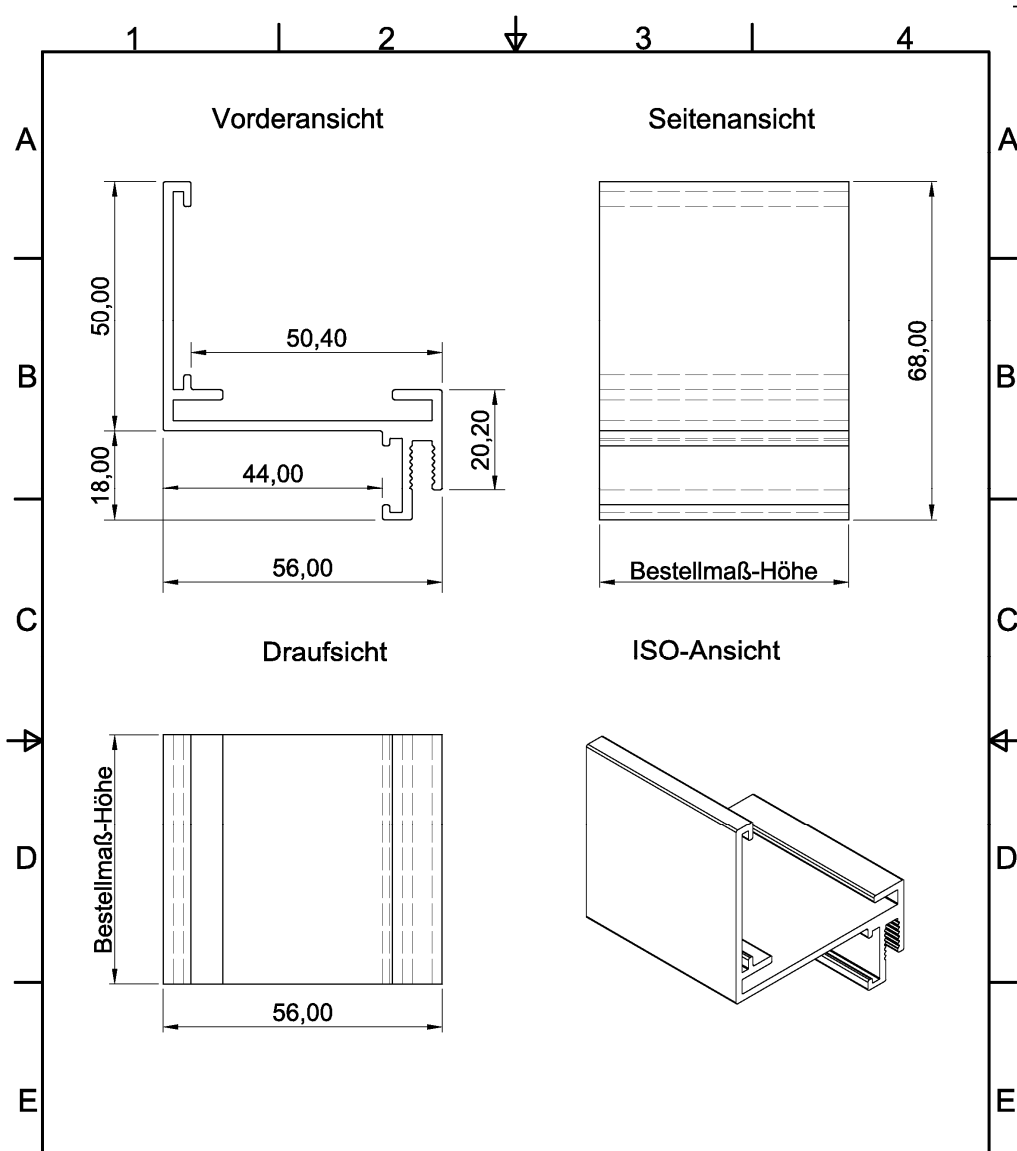 1 2 3 4
A A
Vorderansicht
Seitenansicht
50,00
50,40
68,00
B B
20,20
18,00
44,00
56,00
Bestellmaß-Höhe
C C
Draufsicht
ISO-Ansicht
Bestellmaß-Höhe
D D
56,00
E E